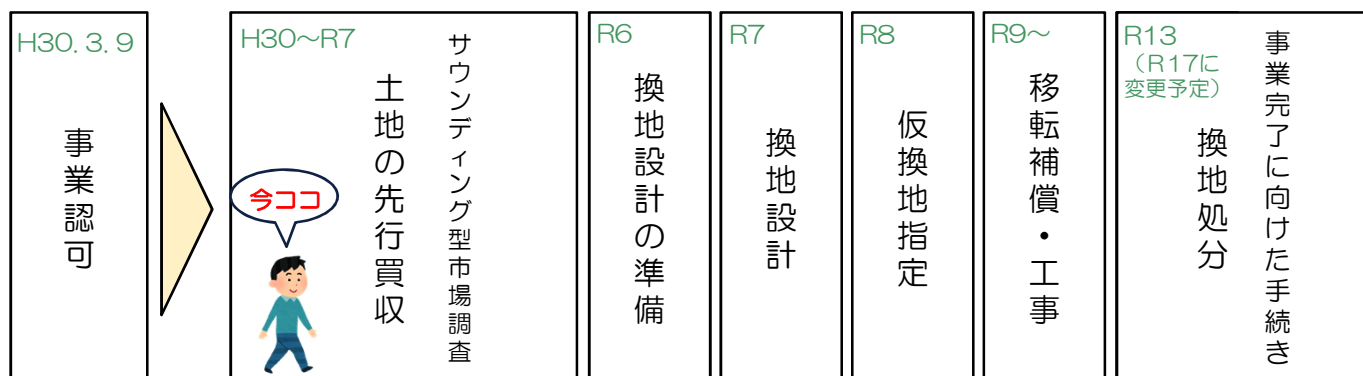 H30.3.9
事業認可
H30～R7
サウンディング型市場調査
土地の先行買収
今ココ
R6
換地設計の準備
R7
換地設計
R8
仮換地指定
R9～
移転補償・工事
R13
（R17に
変更予定）
事業完了に向けた手続き
換地処分